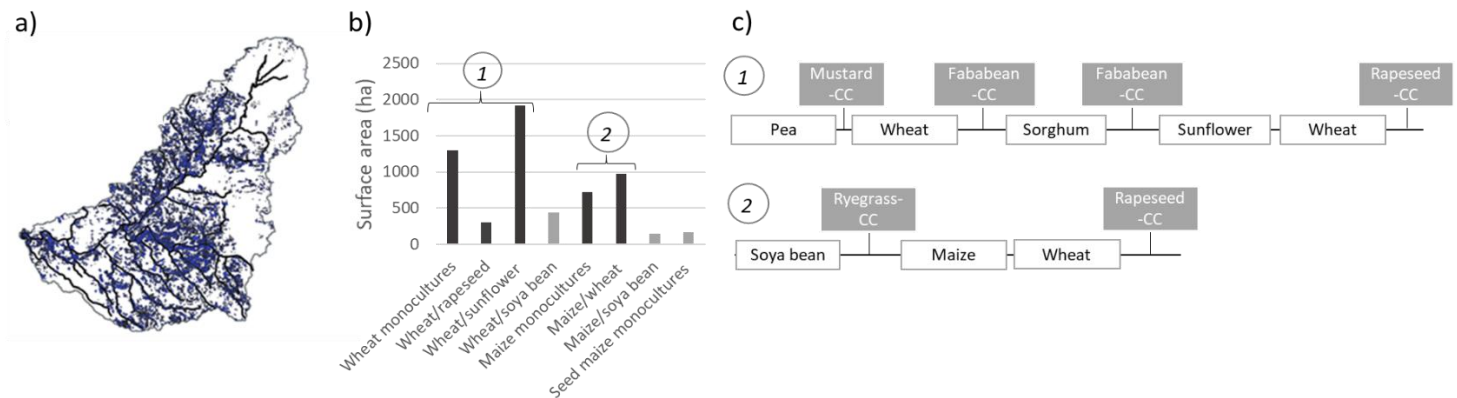 a)
b)
c)
2500
2000
1500
1000
500
0
Surface area (ha)
1
2
Wheat monocultures
Wheat/rapeseed
Wheat/sunflower
Wheat/soya bean
Maize monocultures
Maize/wheat
Maize/soya bean
Seed maize monocultures
1
Mustard
-CC
Fababean
-CC
Fababean
-CC
Rapeseed
-CC
Pea
Wheat
Sorghum
Sunflower
Wheat
2
Ryegrass-
CC
Rapeseed
-CC
Soya bean
Maize
Wheat